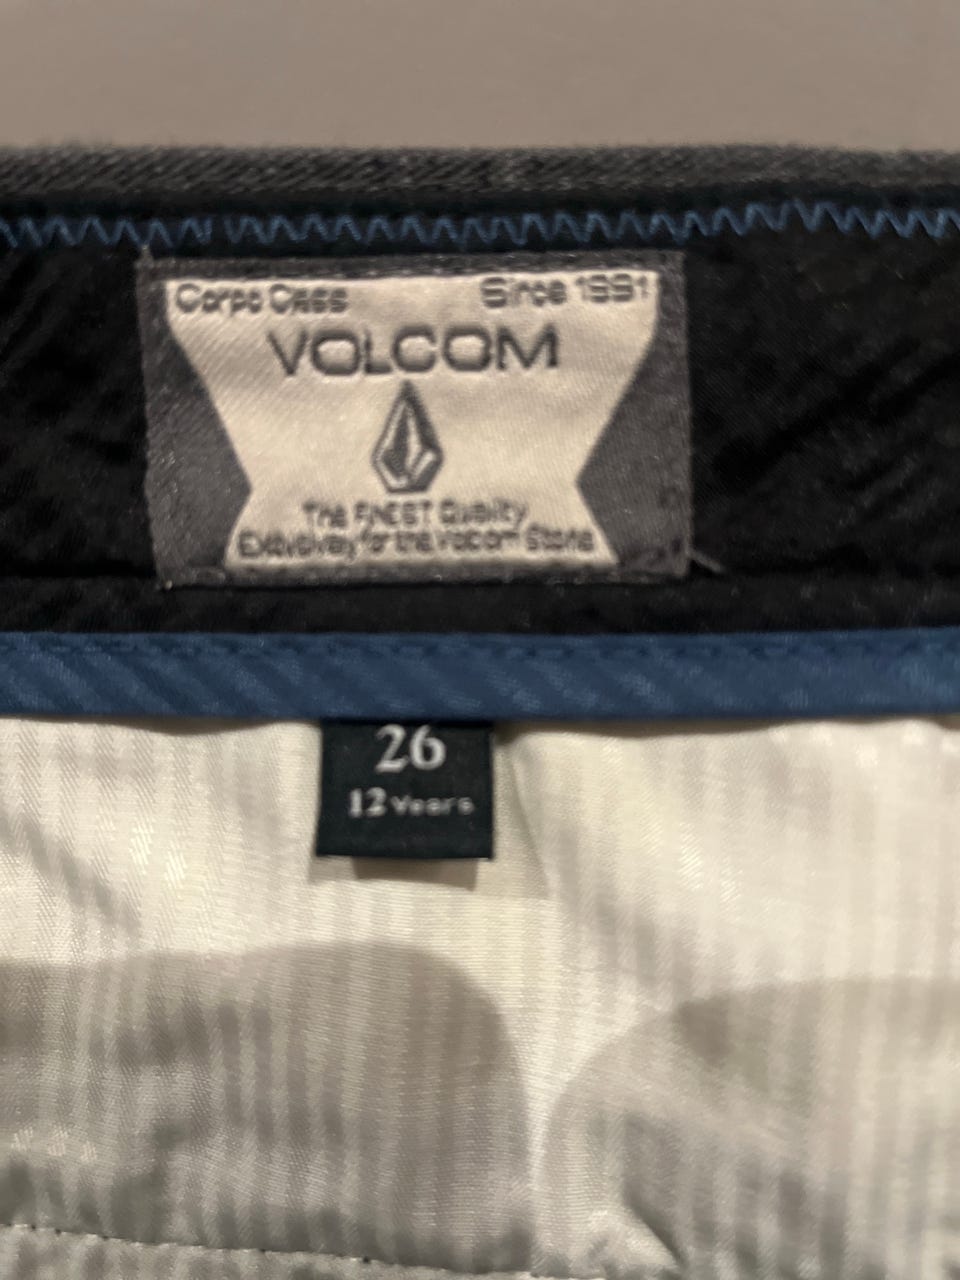 Corpo Class Since 1991
VOLCOM
The FINEST Quality
Exclusively for the Volcom Stone
26
12 Years